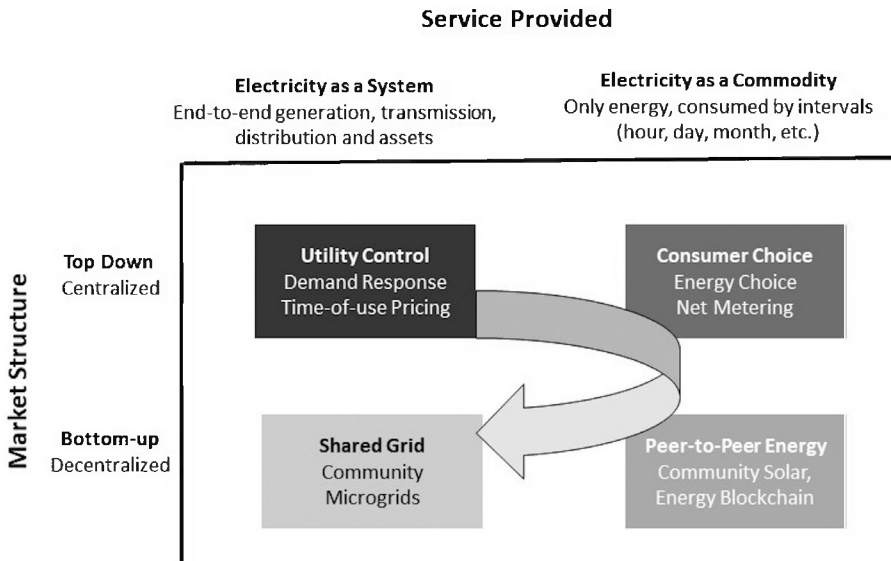 Service Provided
Electricity as a System
End-to-end generation, transmission,
distribution and assets
Electricity as a Commodity
Only energy, consumed by intervals
(hour, day, month, etc.)
Market Structure
Top Down
Centralized
Utility Control
Demand Response
Time-of-use Pricing
Consumer Choice
Energy Choice
Net Metering
Bottom-up
Decentralized
Shared Grid
Community
Microgrids
Peer-to-Peer Energy
Community Solar,
Energy Blockchain